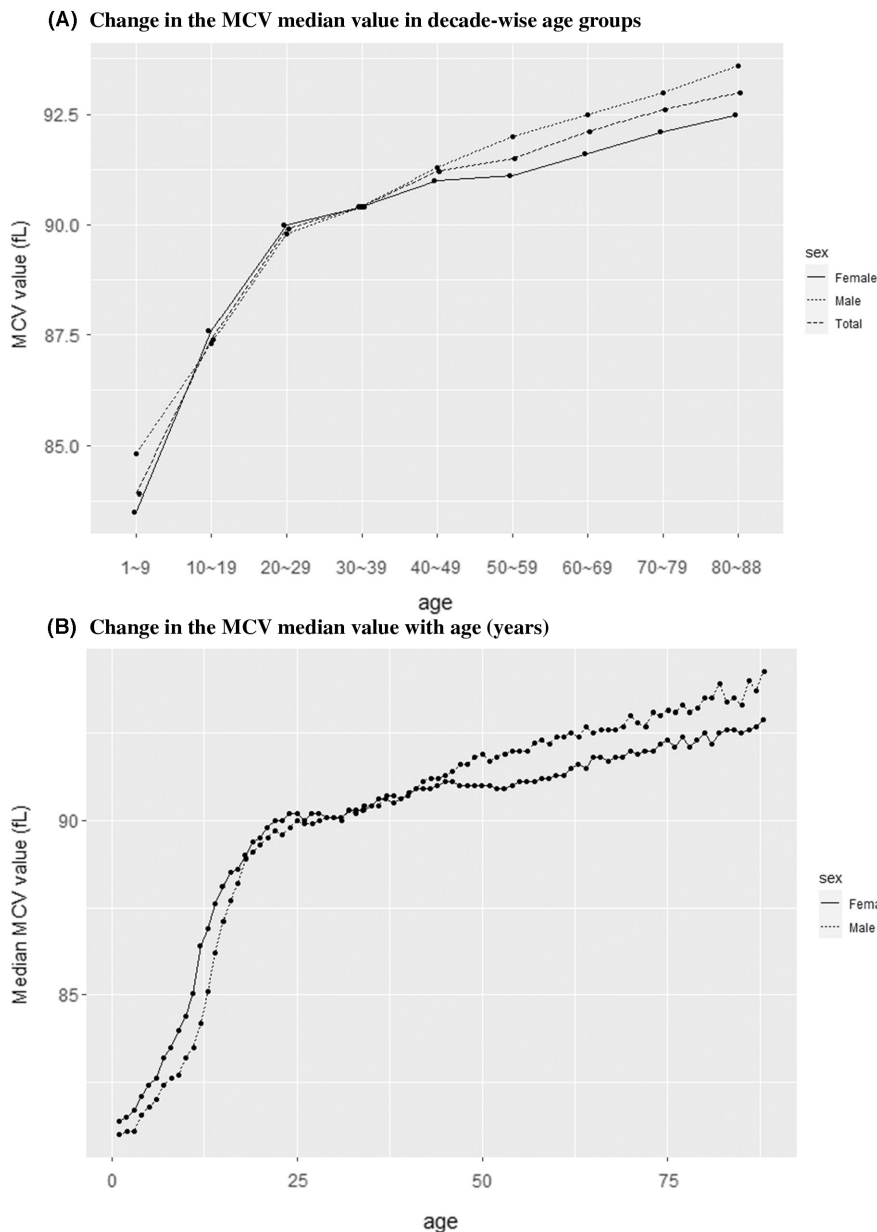 (A) Change in the MCV median value in decade-wise age groups
MCV value (fL)
92.5
90.0
87.5
85.0
1~9 10~19 20~29 30~39 40~49 50~59 60~69 70~79 80~88
age
sex
Female
Male
Total
(B) Change in the MCV median value with age (years)
Median MCV value (fL)
90
85
0 25 50 75
age
sex
Fema
Male